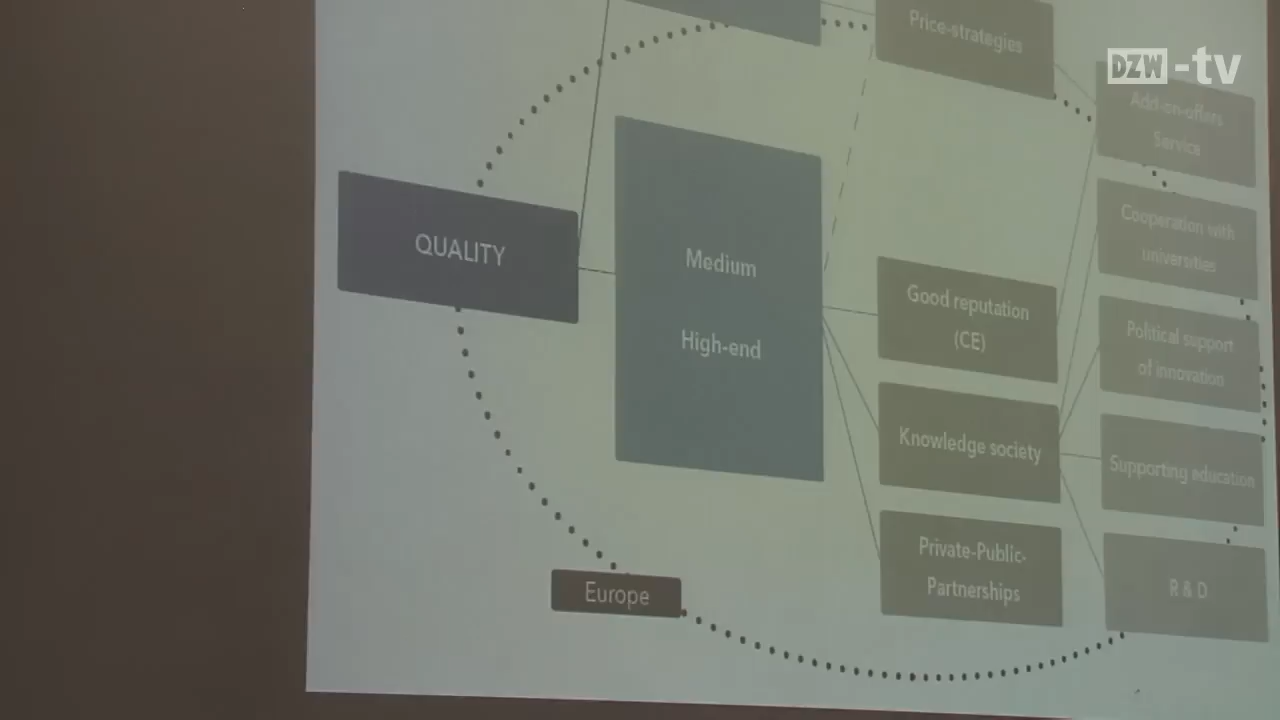 Price-strategies
DZW-tv
Add-on-offers
Service
QUALITY
Medium
High-end
Cooperation with
universities
Good reputation
(CE)
Political support
of innovation
Knowledge society
Supporting education
Private-Public-
Partnerships
R & D
Europe